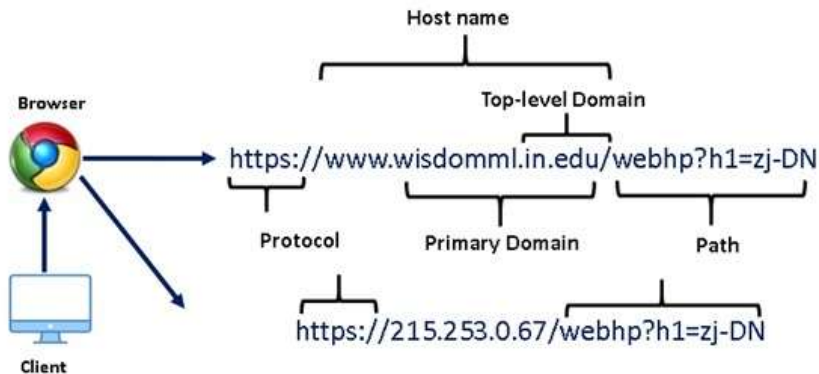 Host name
Top-level Domain
Browser
https://www.wisdomml.in.edu/webhp?h1=zj-DN
Protocol
Primary Domain
Path
https://215.253.0.67/webhp?h1=zj-DN
Client